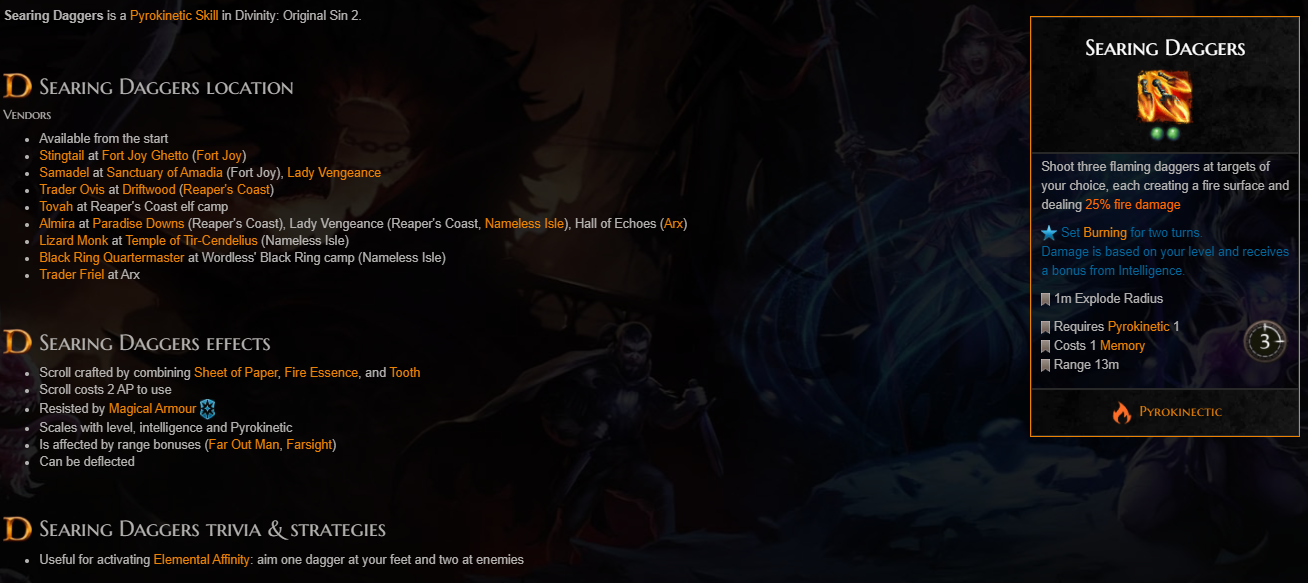 Searing Daggers is a Pyrokinetic Skill in Divinity: Original Sin 2.
Searing Daggers location
Vendors
Available from the start
Stingtail at Fort Joy Ghetto (Fort Joy)
Samadel at Sanctuary of Amadia (Fort Joy), Lady Vengeance
Trader Ovis at Driftwood (Reaper's Coast)
Tovah at Reaper's Coast elf camp
Almira at Paradise Downs (Reaper's Coast), Lady Vengeance (Reaper's Coast, Nameless Isle), Hall of Echoes (Arx)
Lizard Monk at Temple of Tir-Cendelius (Nameless Isle)
Black Ring Quartermaster at Wordless' Black Ring camp (Nameless Isle)
Trader Friel at Arx
Searing Daggers effects
Scroll crafted by combining Sheet of Paper, Fire Essence, and Tooth
Scroll costs 2 AP to use
Resisted by Magical Armour
Scales with level, intelligence and Pyrokinetic
Is affected by range bonuses (Far Out Man, Farsight)
Can be deflected
Searing Daggers trivia & strategies
Useful for activating Elemental Affinity: aim one dagger at your feet and two at enemies
Searing Daggers
Shoot three flaming daggers at targets of
your choice, each creating a fire surface and
dealing 25% fire damage
Set Burning for two turns.
Damage is based on your level and receives
a bonus from Intelligence.
1m Explode Radius
Requires Pyrokinetic 1
Costs 1 Memory
Range 13m
3
Pyrokinectic